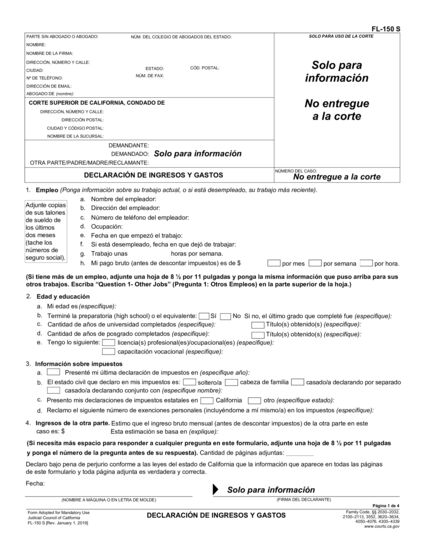 FL-150 S
PARTE SIN ABOGADO O ABOGADO: NÚM. DEL COLEGIO DE ABOGADOS DEL ESTADO:
SOLO PARA USO DE LA CORTE
NOMBRE:
NOMBRE DE LA FIRMA:
DIRECCIÓN, NÚMERO Y CALLE:
CIUDAD: ESTADO: CÓD. POSTAL:
Nº DE TELÉFONO: NÚM. DE FAX:
DIRECCIÓN DE EMAIL:
ABOGADO DE (nombre):
Solo para
información
No entregue
a la corte
CORTE SUPERIOR DE CALIFORNIA, CONDADO DE
DIRECCIÓN, NÚMERO Y CALLE:
DIRECCIÓN POSTAL:
CIUDAD Y CÓDIGO POSTAL:
NOMBRE DE LA SUCURSAL:
DEMANDANTE:
DEMANDADO: Solo para información
OTRA PARTE/PADRE/MADRE/RECLAMANTE:
DECLARACIÓN DE INGRESOS Y GASTOS
NÚMERO DEL CASO:
No entregue a la corte
1. Empleo (Ponga información sobre su trabajo actual, o si está desempleado, su trabajo más reciente).
Adjunte copias
de sus talones
de sueldo de
los últimos
dos meses
(tache los
números de
seguro social).
a. Nombre del empleador:
b. Dirección del empleador:
c. Número de teléfono del empleador:
d. Ocupación:
e. Fecha en que empezó el trabajo:
f. Si está desempleado, fecha en que dejó de trabajar:
g. Trabajo unas horas por semana.
h. Mi pago bruto (antes de descontar impuestos) es de $ por mes por semana por hora.
(Si tiene más de un empleo, adjunte una hoja de 8 ½ por 11 pulgadas y ponga la misma información que puso arriba para sus
otros trabajos. Escriba “Question 1- Other Jobs” (Pregunta 1: Otros Empleos) en la parte superior de la hoja.)
2. Edad y educación
a. Mi edad es (especifique):
b. Terminé la preparatoria (high school) o el equivalente: Sí No Si no, el último grado que completé fue (especifique):
c. Cantidad de años de universidad completados (especifique): Título(s) obtenido(s) (especifique):
d. Cantidad de años de posgrado completados (especifique): Título(s) obtenido(s) (especifique):
e. Tengo lo siguiente: licencia(s) profesional(es)/ocupacional(es) (especifique):
capacitación vocacional (especifique):
3. Información sobre impuestos
a. Presenté mi última declaración de impuestos en (especifique año):
b. El estado civil que declaro en mis impuestos es: soltero/a cabeza de familia casado/a declarando por separado
casado/a declarando conjunto con (especifique nombre):
c. Presento mis declaraciones de impuestos estatales en California otro (especifique estado):
d. Reclamo el siguiente número de exenciones personales (incluyéndome a mí mismo/a) en los impuestos (especifique):
4. Ingresos de la otra parte. Estimo que el ingreso bruto mensual (antes de descontar impuestos) de la otra parte en este
caso es: $ Esta estimación se basa en (explique):
(Si necesita más espacio para responder a cualquier pregunta en este formulario, adjunte una hoja de 8 ½ por 11 pulgadas
y ponga el número de la pregunta antes de su respuesta). Cantidad de páginas adjuntas: ________
Declaro bajo pena de perjurio conforme a las leyes del estado de California que la información que aparece en todas las páginas
de este formulario y toda página adjunta es verdadera y correcta.
Fecha:
Solo para información
(NOMBRE A MÁQUINA O EN LETRA DE MOLDE)
(FIRMA DEL DECLARANTE)
Página 1 de 4
Form Adopted for Mandatory Use
Judicial Council of California
FL-150 S [Rev. January 1, 2019]
DECLARACIÓN DE INGRESOS Y GASTOS
Family Code, §§ 2030–2032,
2100–2113, 3552, 3620–3634,
4050–4076, 4300–4339
www.courts.ca.gov